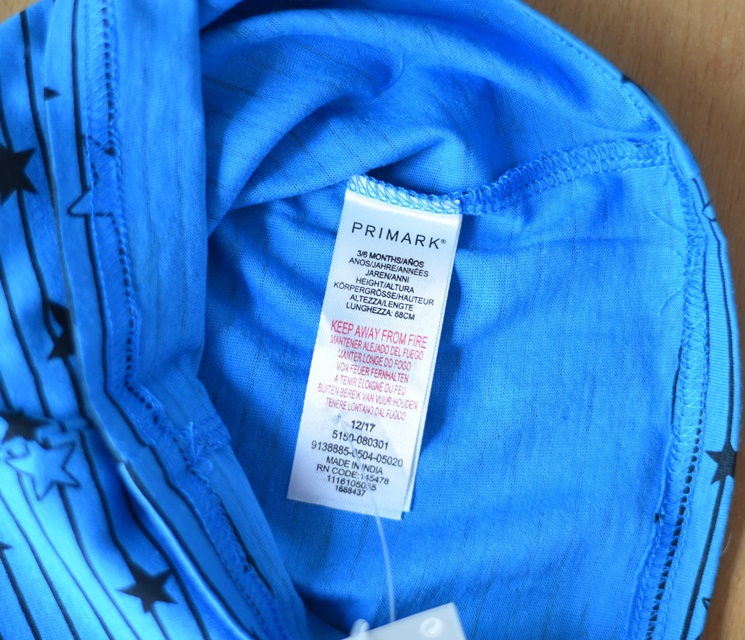 PRIMARK®
3/6 MONTHS/AÑOS
ANOS/JAHRE/ANNÉES
JAREN/ANNI
HEIGHT/ALTURA
KÖRPERGRÖSSE/HAUTEUR
ALTEZZA/LENGTE
LUNGHEZZA: 68CM
KEEP AWAY FROM FIRE
MANTENER ALEJADO DEL FUEGO
MANTER LONGE DO FOGO
VON FEUER FERNHALTEN
À TENIR ÉLOIGNÉ DU FEU
BUITEN BEREIK VAN VUUR HOUDEN
TENERE LONTANO DAL FUOCO
12/17
5150-080301
9138885-0504-05020
MADE IN INDIA
RN CODE:
1668437